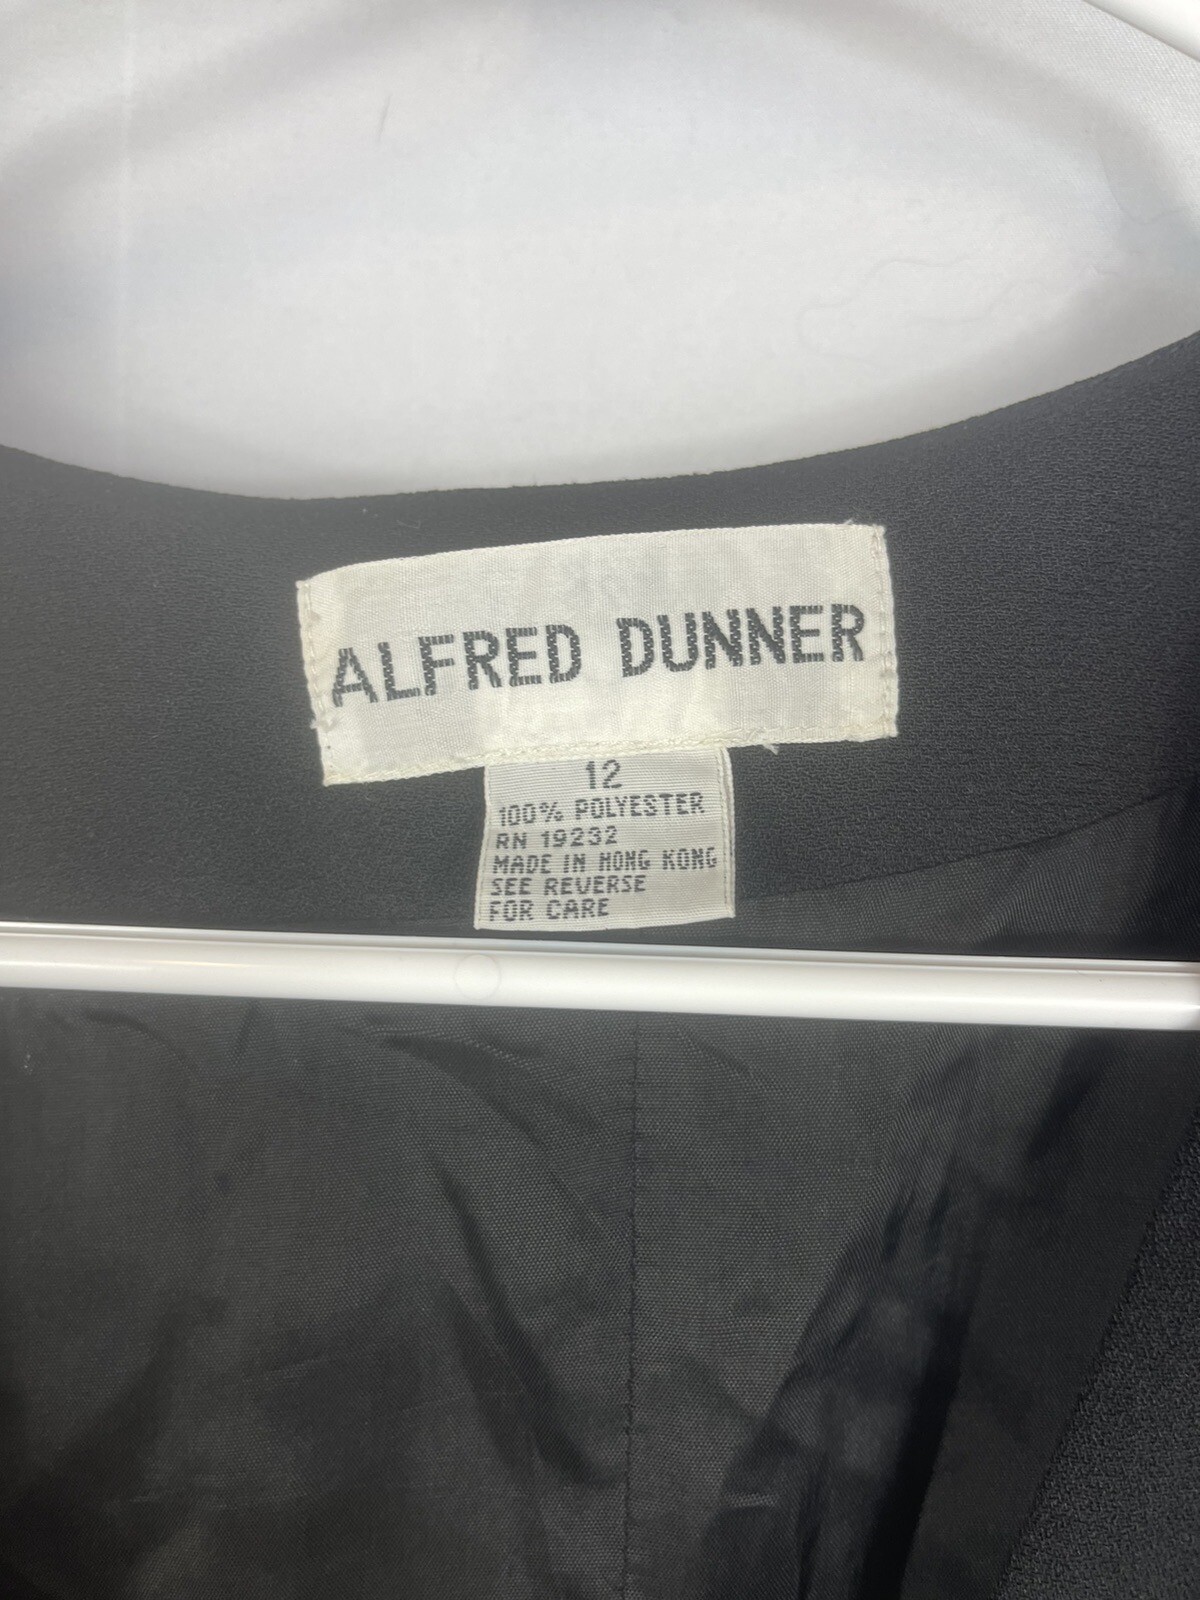 ALFRED DUNNER
12
100% POLYESTER
RN 19232
MADE IN HONG KONG
SEE REVERSE
FOR CARE